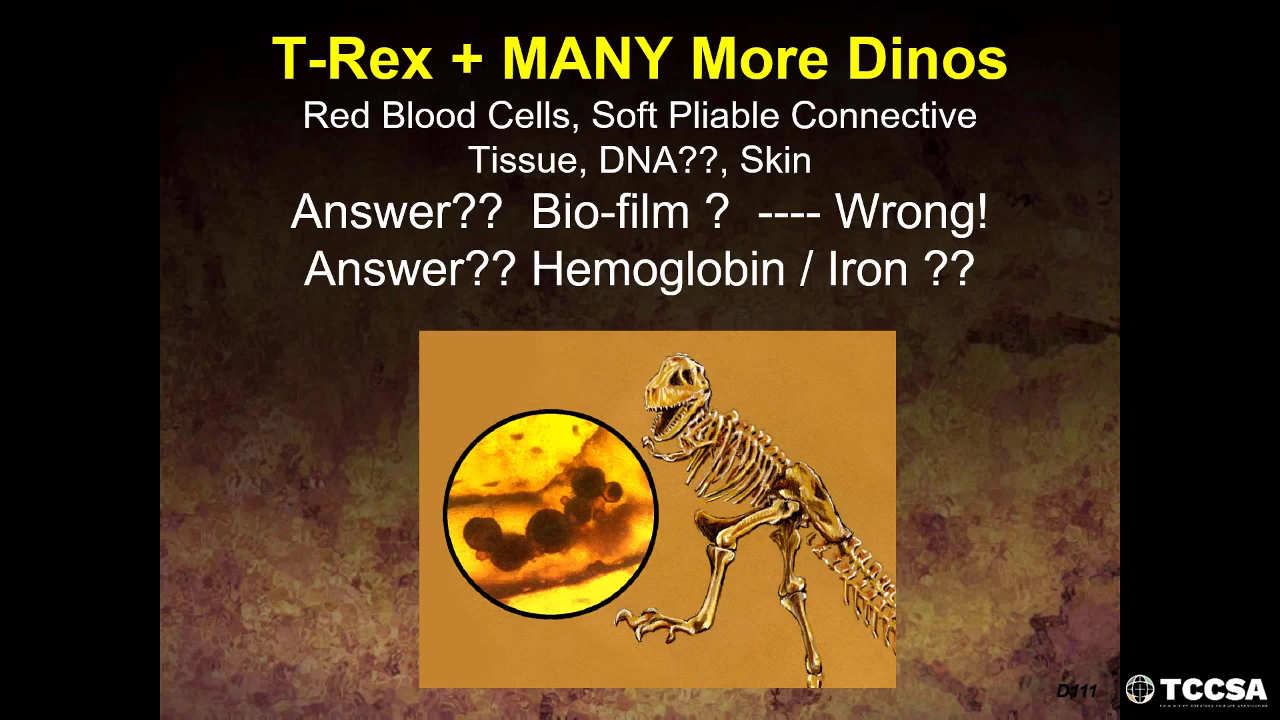 T-Rex + MANY More Dinos
Red Blood Cells, Soft Pliable Connective
Tissue, DNA??, Skin
Answer?? Bio-film ? ---- Wrong!
Answer?? Hemoglobin / Iron ??
D111
TCCSA